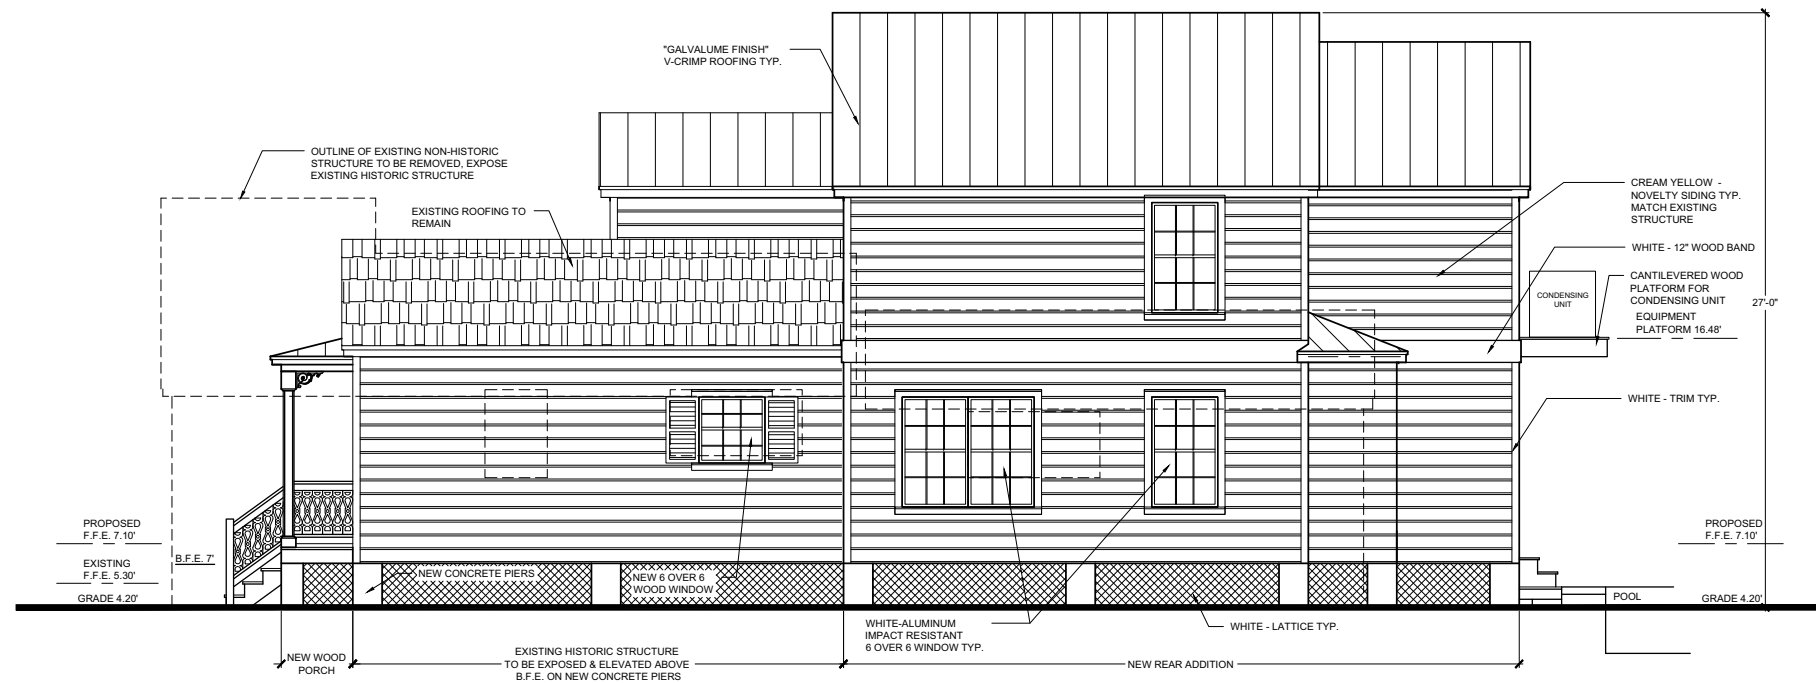 "GALVALUME FINISH"
V-CRIMP ROOFING TYP.
OUTLINE OF EXISTING NON-HISTORIC
STRUCTURE TO BE REMOVED, EXPOSE
EXISTING HISTORIC STRUCTURE
EXISTING ROOFING TO
REMAIN
CREAM YELLOW -
NOVELTY SIDING TYP.
MATCH EXISTING
STRUCTURE
WHITE - 12" WOOD BAND
CANTILEVERED WOOD
PLATFORM FOR
CONDENSING UNIT
CONDENSING
UNIT
27'-0"
EQUIPMENT
PLATFORM 16.48'
WHITE - TRIM TYP.
PROPOSED
F.F.E. 7.10'
B.F.E. 7'
EXISTING
F.F.E. 5.30'
GRADE 4.20'
NEW CONCRETE PIERS
NEW 6 OVER 6
WOOD WINDOW
PROPOSED
F.F.E. 7.10'
POOL
GRADE 4.20'
WHITE-ALUMINUM
IMPACT RESISTANT
6 OVER 6 WINDOW TYP.
WHITE - LATTICE TYP.
NEW WOOD
PORCH
EXISTING HISTORIC STRUCTURE
TO BE EXPOSED & ELEVATED ABOVE
B.F.E. ON NEW CONCRETE PIERS
NEW REAR ADDITION